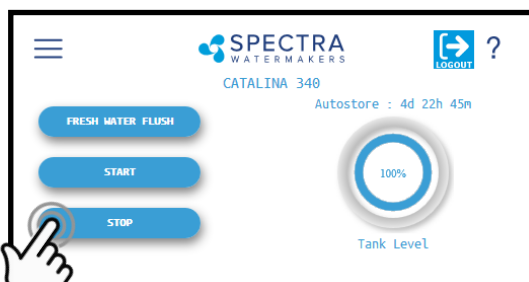 SPECTRA
WATERMAKERS
LOGOUT
?
CATALINA 340
Autostore : 4d 22h 45m
FRESH WATER FLUSH
START
100%
STOP
Tank Level